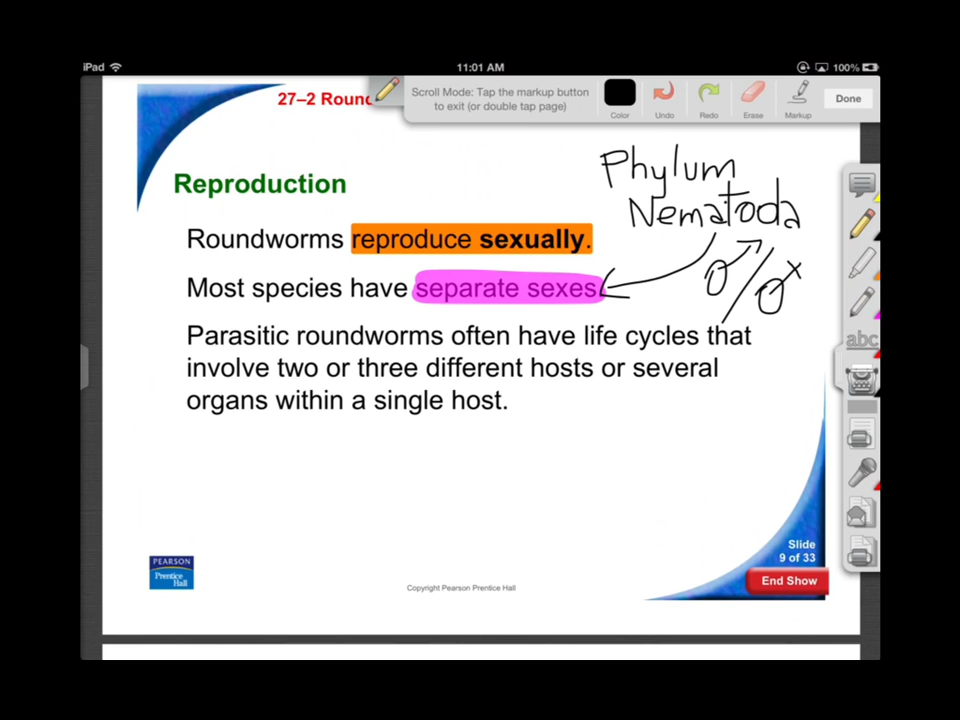 iPad 11:01 AM 100%
27–2 Round
Scroll Mode: Tap the markup button
to exit (or double tap page)
Color Undo Redo Erase Markup
Done
Phylum
Nematoda
♂/♀
Reproduction
Roundworms reproduce sexually.
Most species have separate sexes.
Parasitic roundworms often have life cycles that
involve two or three different hosts or several
organs within a single host.
abc
Slide
9 of 33
End Show
PEARSON
Prentice
Hall
Copyright Pearson Prentice Hall